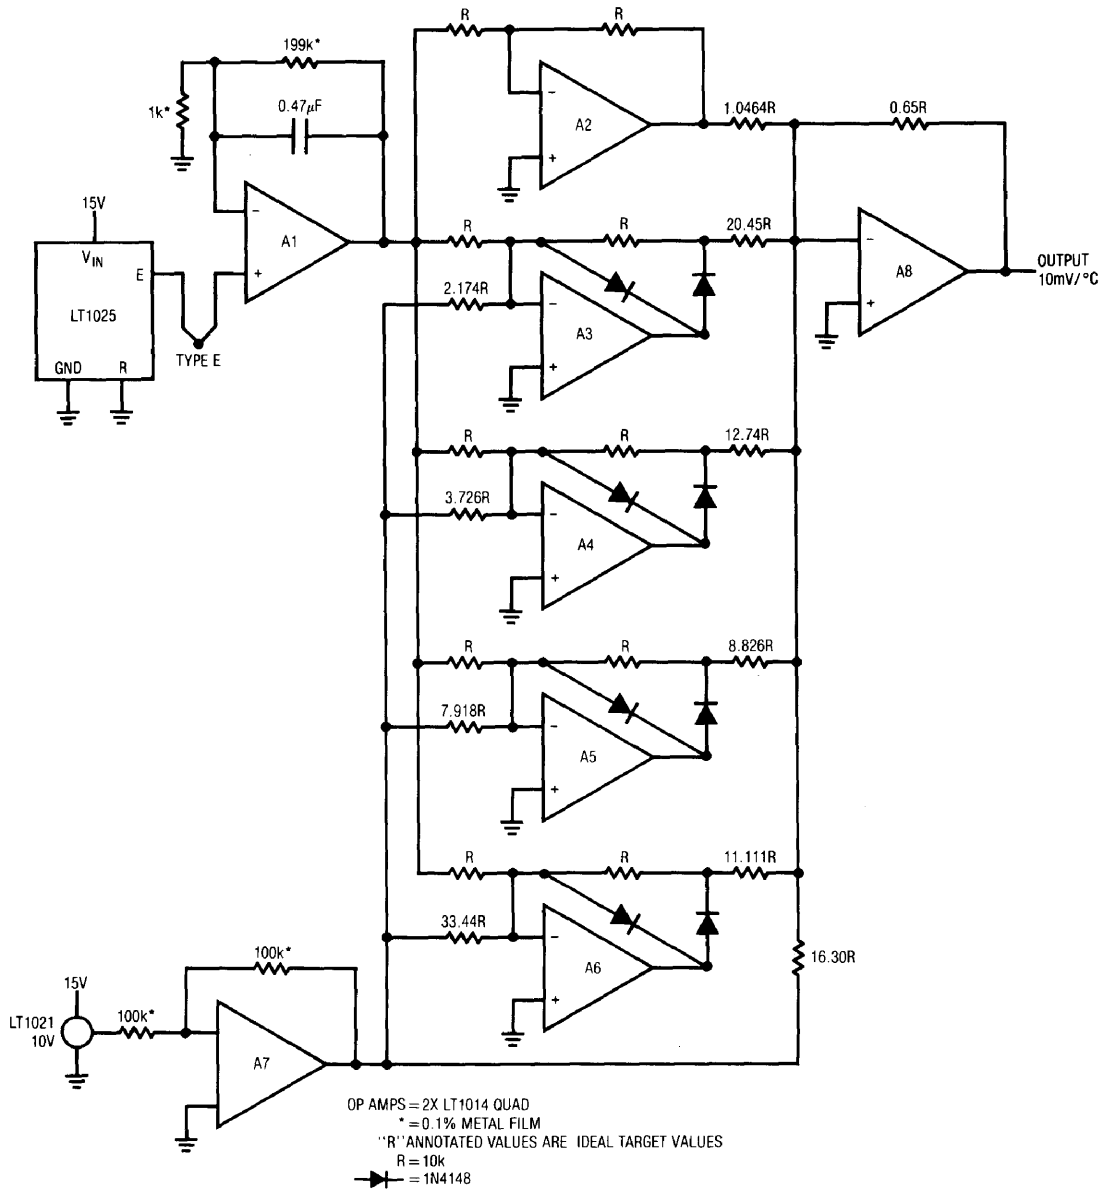 R
R
199k*
0.47µF
1k*
−
+
A2
1.0464R
0.65R
15V
V_IN
E
LT1025
GND
R
TYPE E
−
+
A1
R
R
20.45R
2.174R
−
+
A3
−
+
A8
OUTPUT
10mV/°C
R
R
12.74R
3.726R
−
+
A4
R
R
8.826R
7.918R
−
+
A5
R
R
11.111R
33.44R
−
+
A6
16.30R
100k*
15V
LT1021
10V
100k*
A7
OP AMPS = 2X LT1014 QUAD
* = 0.1% METAL FILM
"R" ANNOTATED VALUES ARE IDEAL TARGET VALUES
R = 10k
= 1N4148